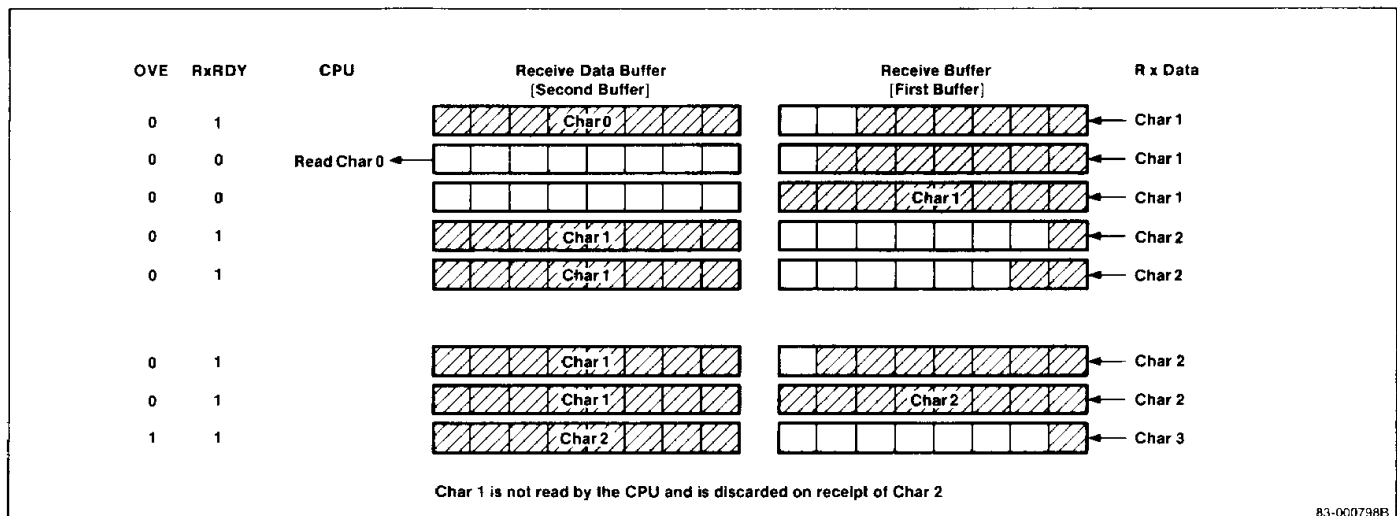 OVE RxRDY CPU Receive Data Buffer Receive Buffer R x Data
[Second Buffer] [First Buffer]
0 1 Char 0 Char 1
0 0 Read Char 0 Char 1
0 0 Char 1 Char 1
0 1 Char 1 Char 2
0 1 Char 1 Char 2
0 1 Char 1 Char 2
0 1 Char 1 Char 2 Char 2
1 1 Char 2 Char 3
Char 1 is not read by the CPU and is discarded on receipt of Char 2
83-000798B